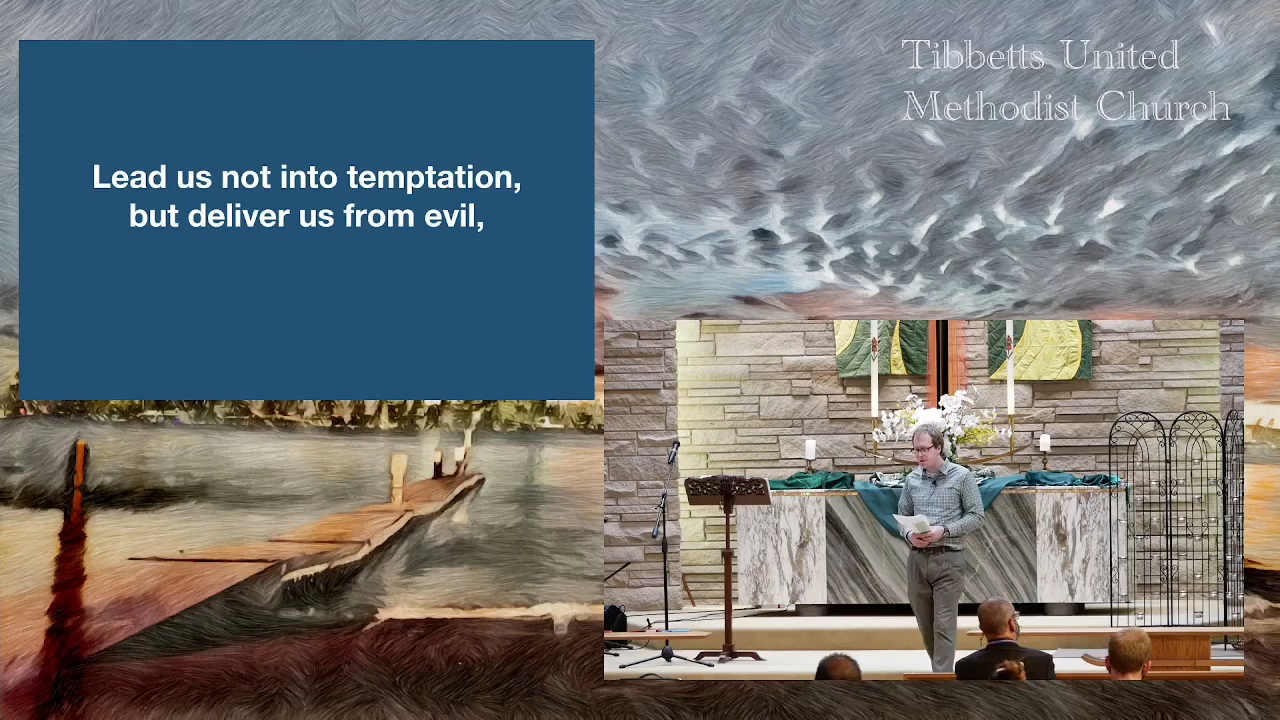 Tibbetts United
Methodist Church
Lead us not into temptation,
but deliver us from evil,